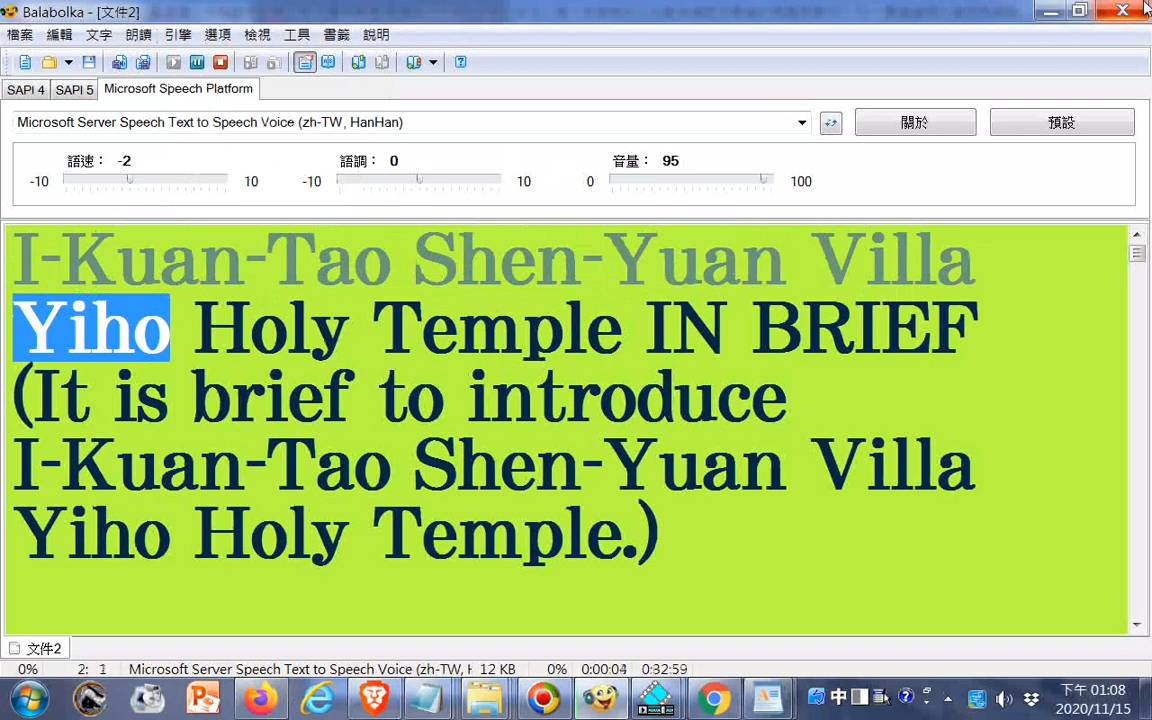 Balabolka - [文件2]
檔案 編輯 文字 朗讀 引擎 選項 檢視 工具 書籤 說明
SAPI 4 SAPI 5 Microsoft Speech Platform
Microsoft Server Speech Text to Speech Voice (zh-TW, HanHan) 關於 預設
語速： -2 語調： 0 音量： 95
-10 10 -10 10 0 100
I-Kuan-Tao Shen-Yuan Villa
Yiho Holy Temple IN BRIEF
(It is brief to introduce
I-Kuan-Tao Shen-Yuan Villa
Yiho Holy Temple.)
文件2
0% 2: 1 Microsoft Server Speech Text to Speech Voice (zh-TW, H 12 KB 0% 0:00:04 0:32:59
中 下午 01:08
2020/11/15